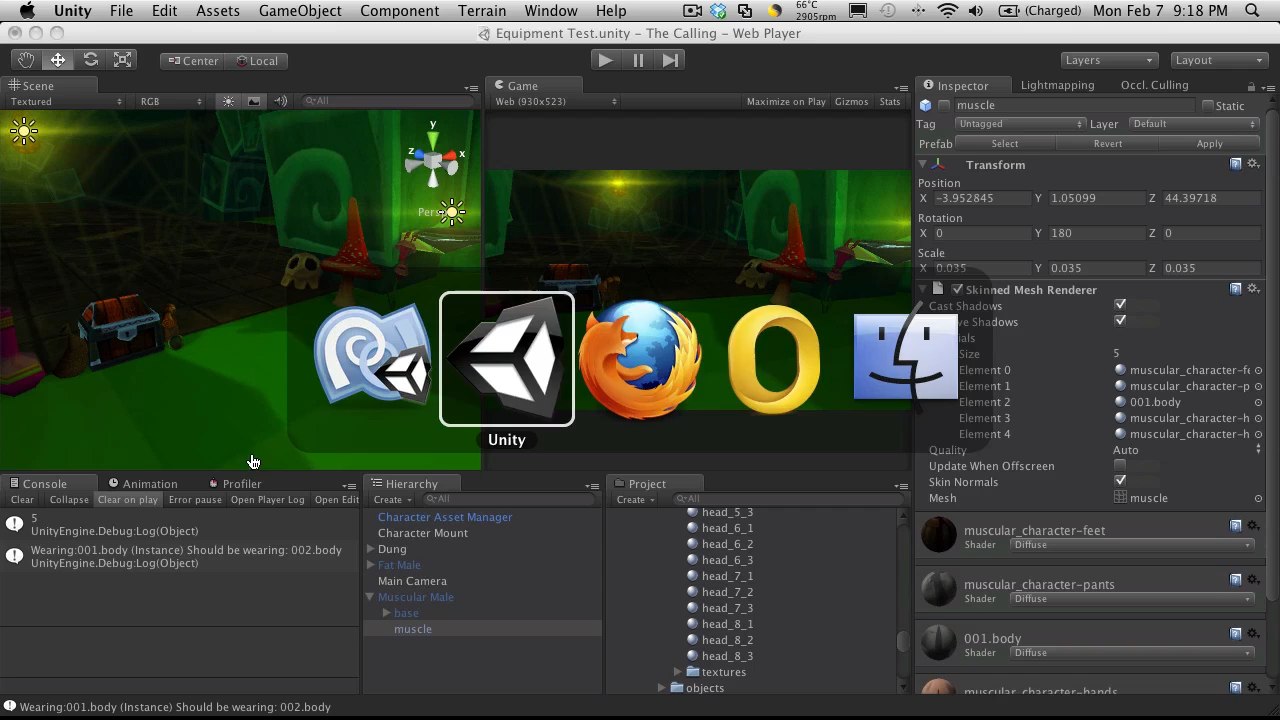 Unity File Edit Assets GameObject Component Terrain Window Help 66°C 2905rpm (Charged) Mon Feb 7 9:18 PM
Equipment Test.unity - The Calling - Web Player
Center Local Layers Layout
Scene
Textured RGB All
y
z x
Pers
Game
Web (930x523) Maximize on Play Gizmos Stats
Unity
Inspector Lightmapping Occl. Culling
muscle Static
Tag Untagged Layer Default
Prefab Select Revert Apply
Transform
Position
X -3.952845 Y 1.05099 Z 44.39718
Rotation
X 0 Y 180 Z 0
Scale
X 0.035 Y 0.035 Z 0.035
Skinned Mesh Renderer
Cast Shadows
ve Shadows
ials
Size 5
Element 0 muscular_character-fe
Element 1 muscular_character-p
Element 2 001.body
Element 3 muscular_character-h
Element 4 muscular_character-h
Quality Auto
Update When Offscreen
Skin Normals
Mesh muscle
muscular_character-feet
Shader Diffuse
muscular_character-pants
Shader Diffuse
001.body
Shader Diffuse
muscular_character-hands
Console Animation Profiler
Clear Collapse Clear on play Error pause Open Player Log Open Edit
5
UnityEngine.Debug:Log(Object)
Wearing:001.body (Instance) Should be wearing: 002.body
UnityEngine.Debug:Log(Object)
Hierarchy
Create All
Character Asset Manager
Character Mount
Dung
Fat Male
Main Camera
Muscular Male
base
muscle
Project
Create All
head_5_3
head_6_1
head_6_2
head_6_3
head_7_1
head_7_2
head_7_3
head_8_1
head_8_2
head_8_3
textures
objects
Wearing:001.body (Instance) Should be wearing: 002.body